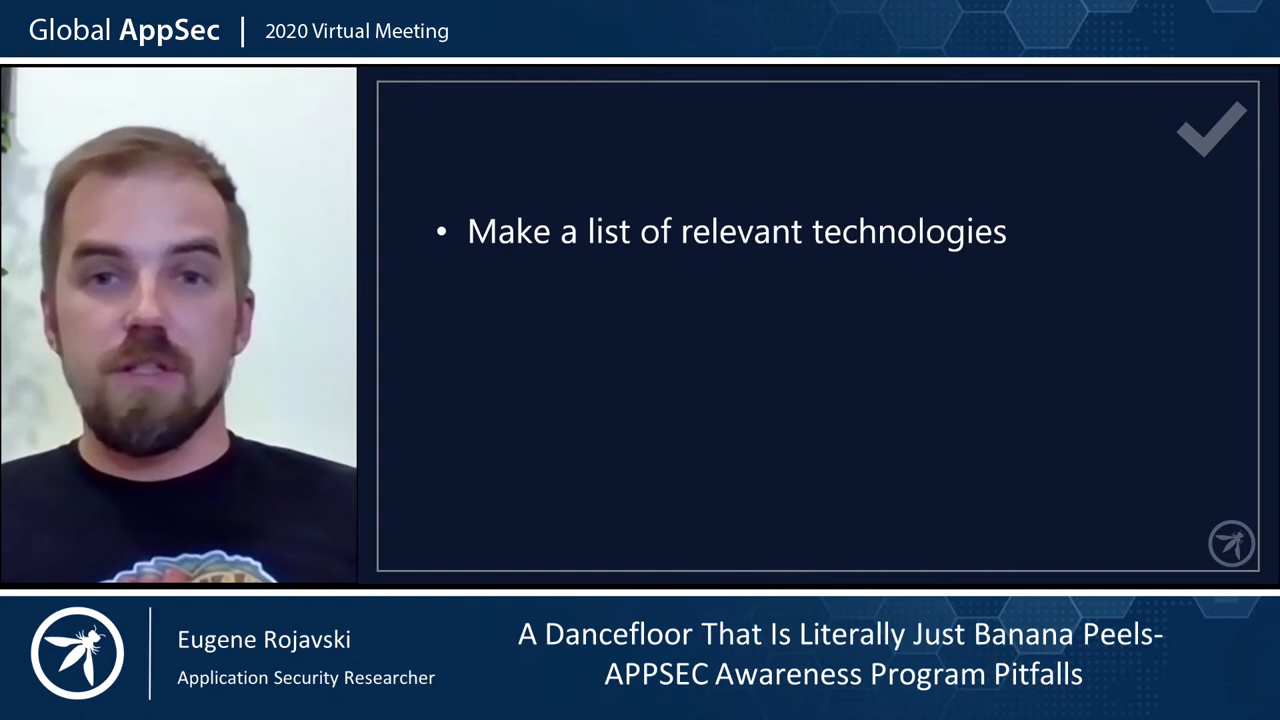 Global AppSec | 2020 Virtual Meeting
• Make a list of relevant technologies
Eugene Rojavski
Application Security Researcher
A Dancefloor That Is Literally Just Banana Peels-
APPSEC Awareness Program Pitfalls